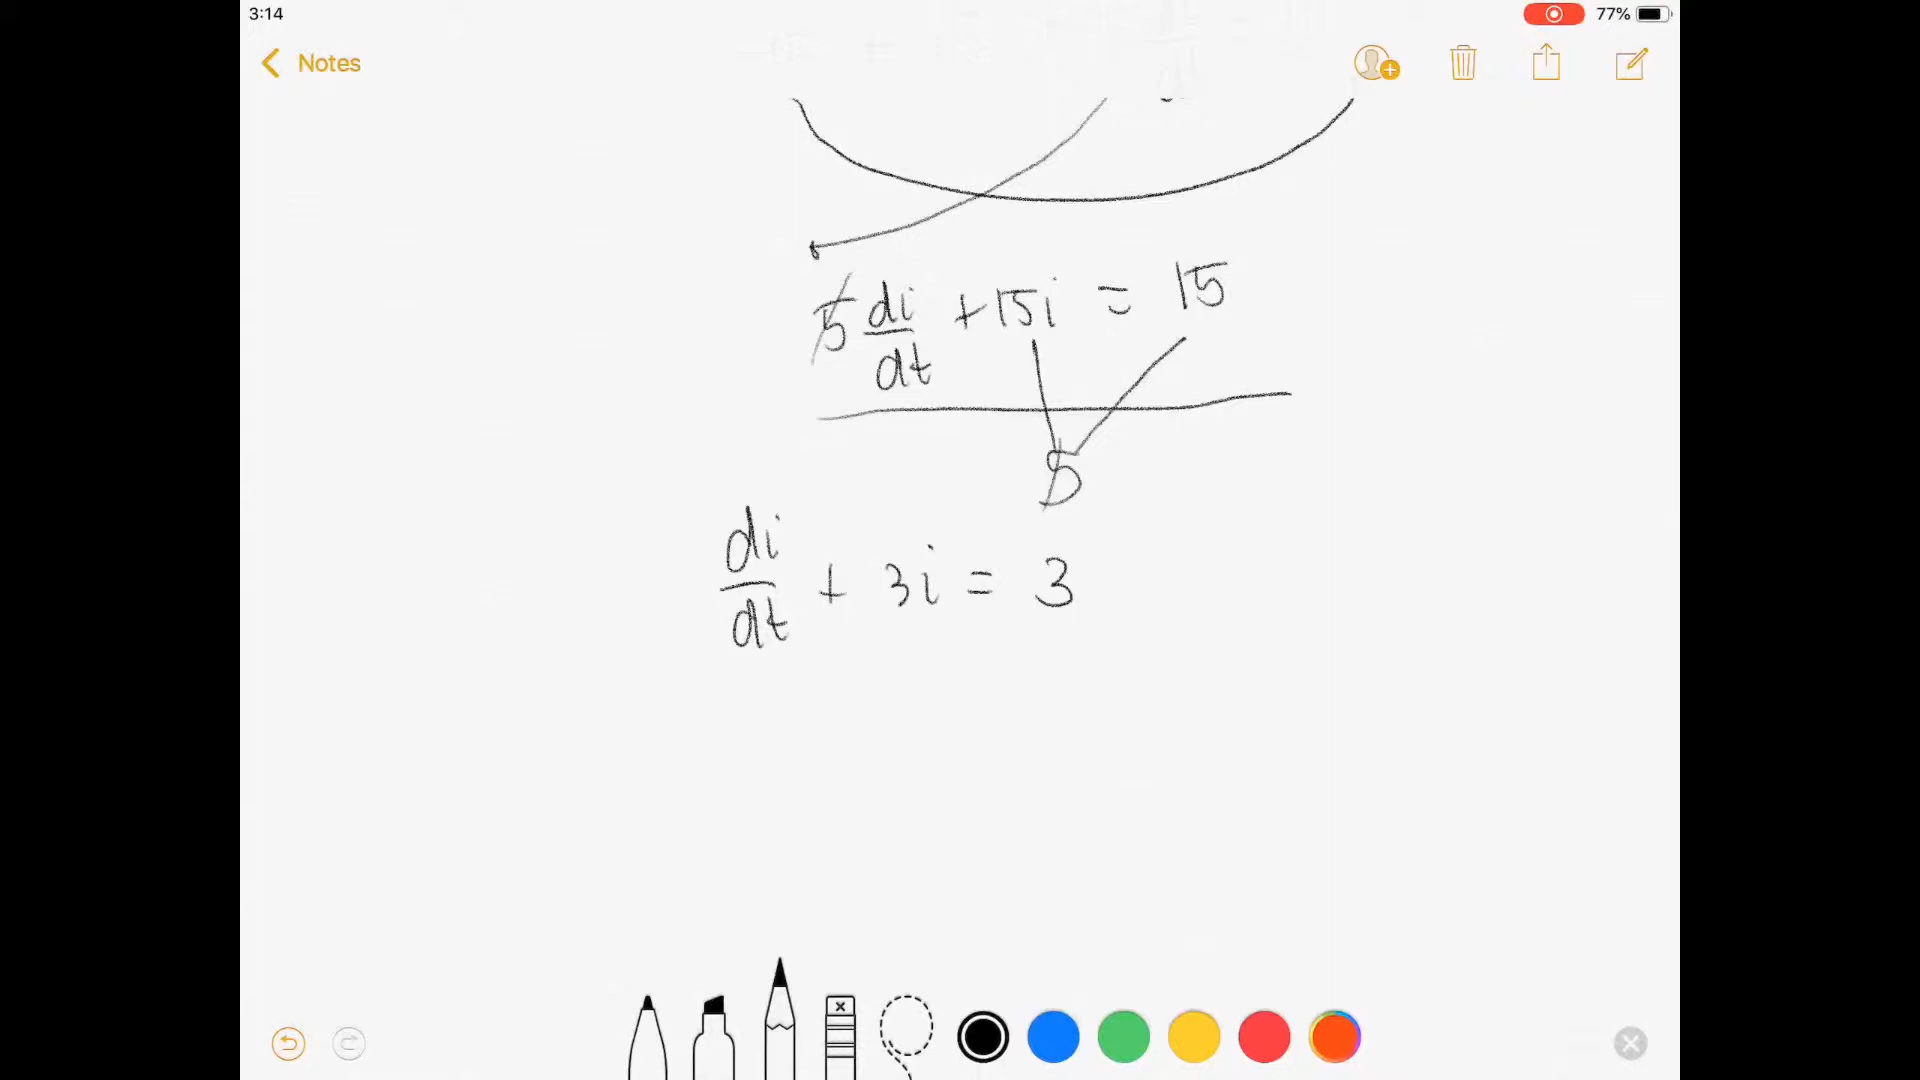 3:14
77%
Notes
5 di/dt + 15i = 15
5
di/dt + 3i = 3